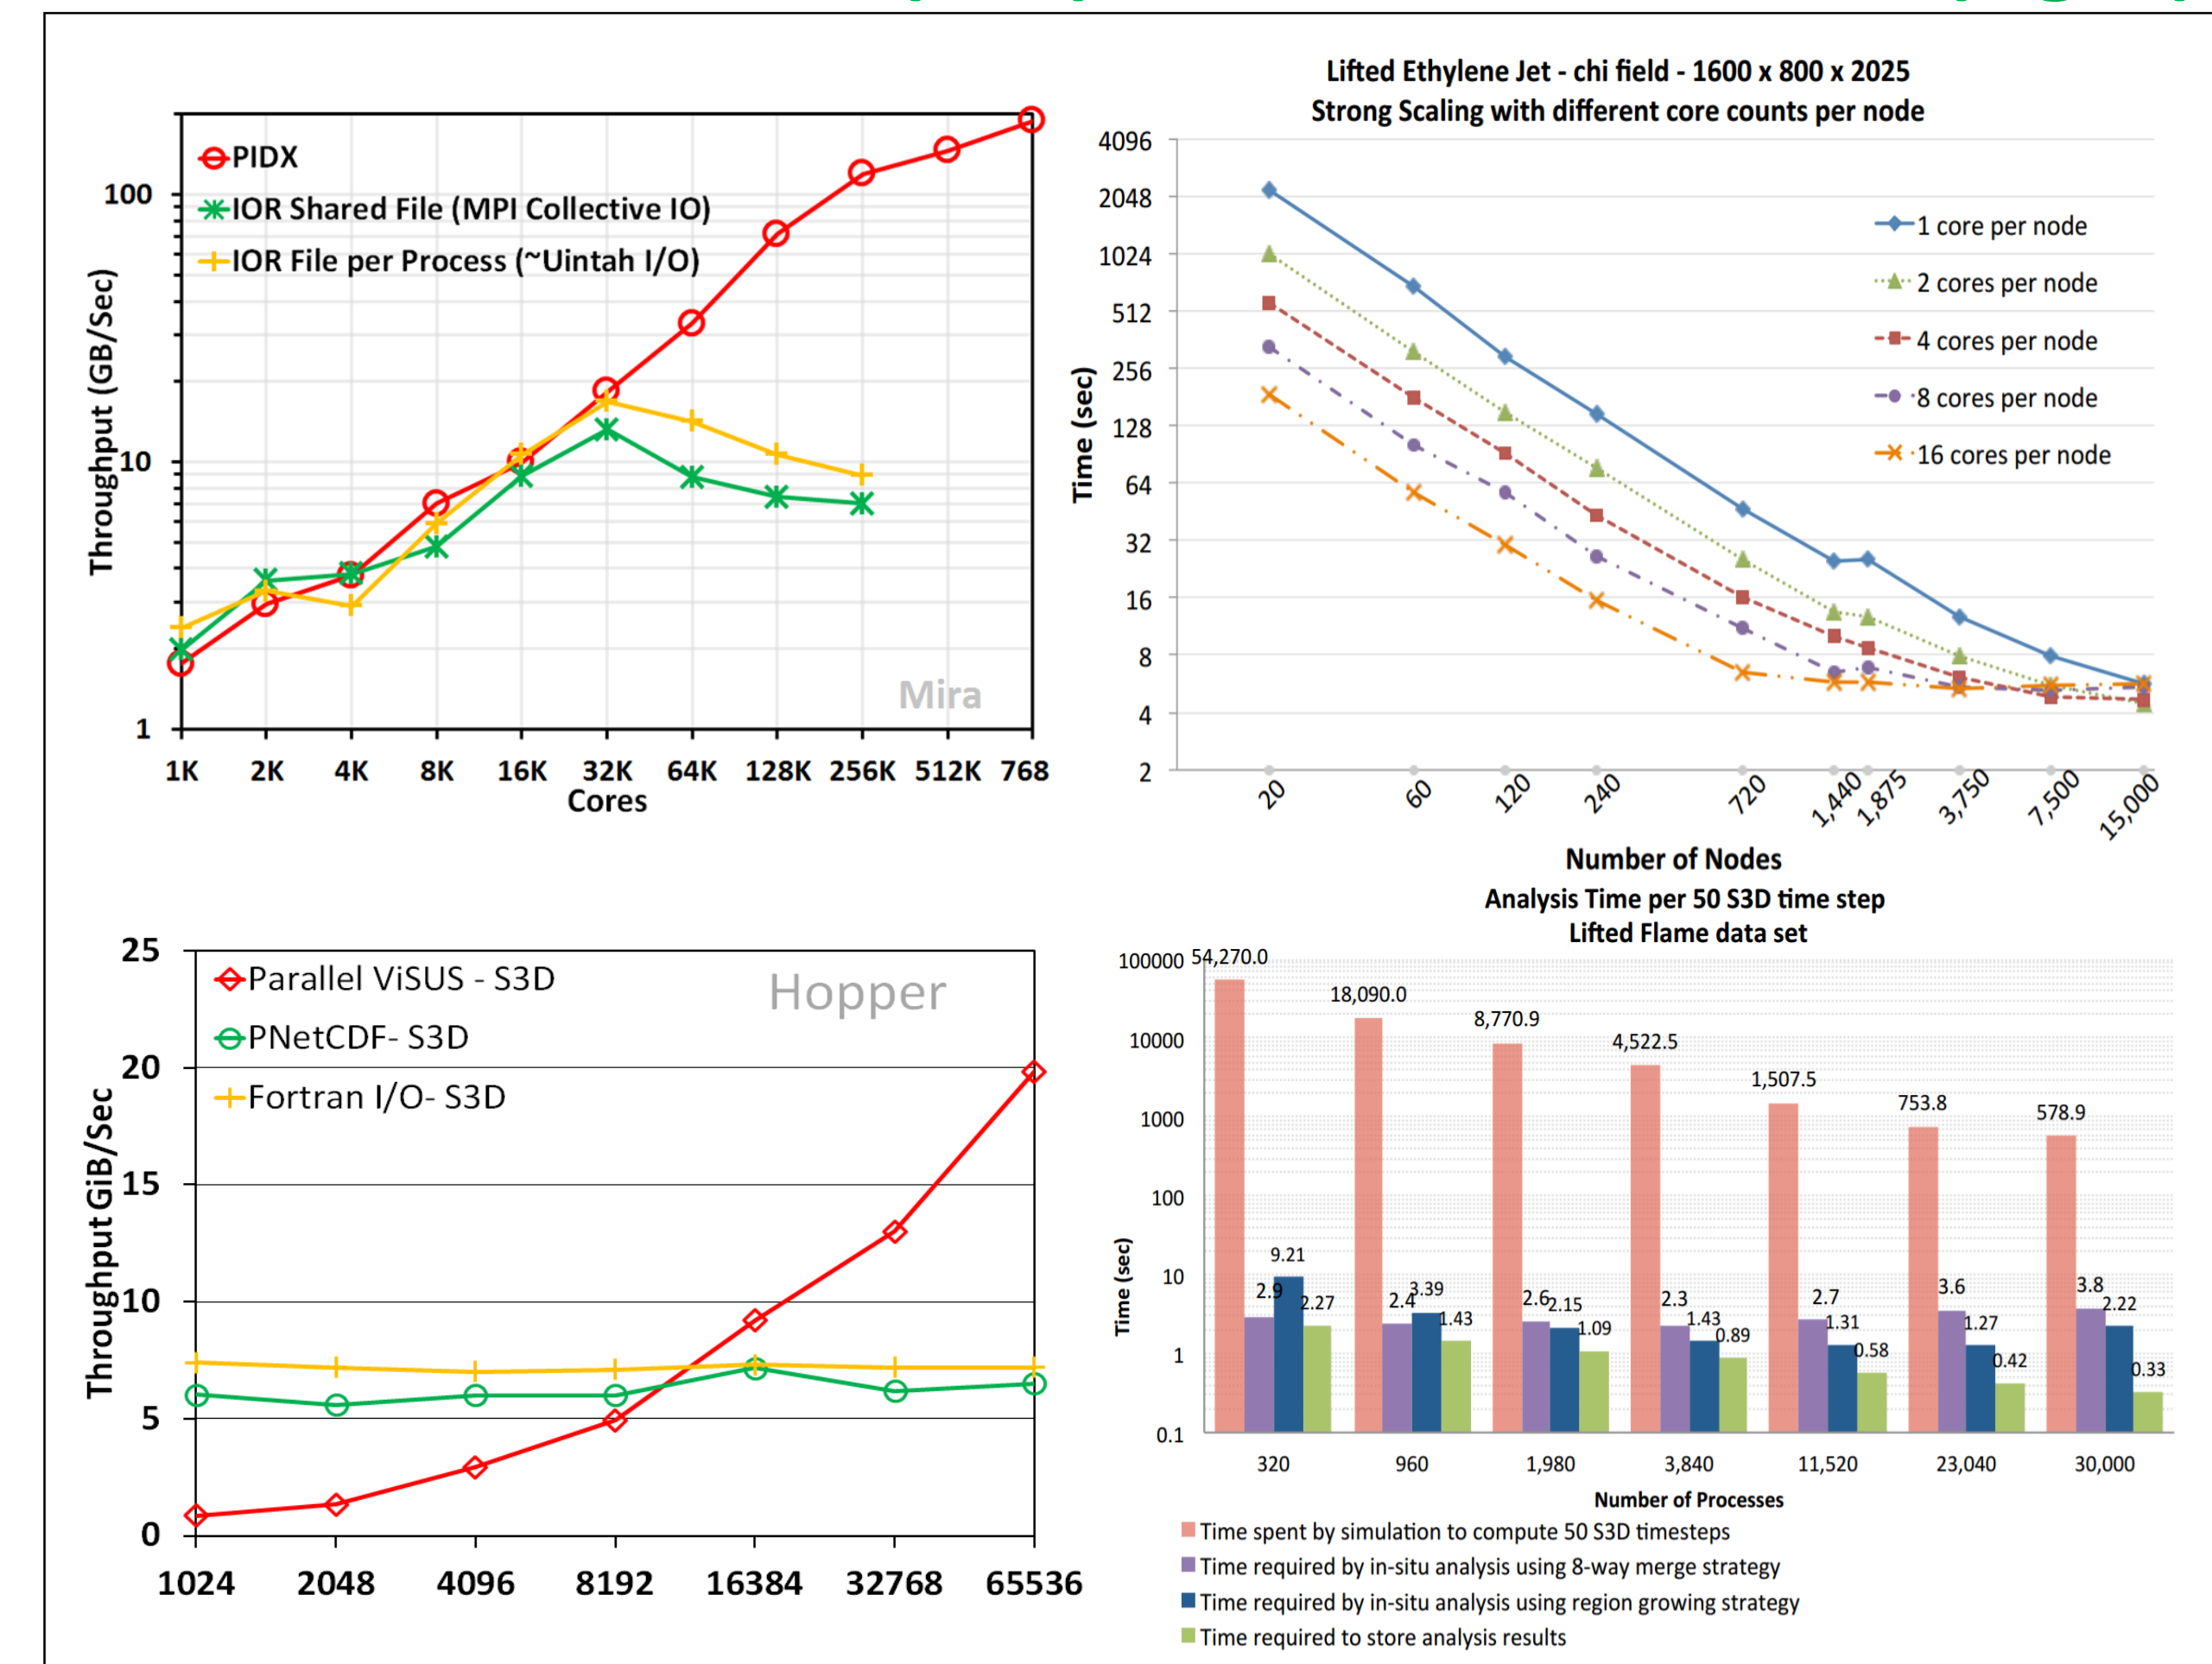 PIDX
IOR Shared File (MPI Collective IO)
IOR File per Process (~Uintah I/O)
Throughput (GB/Sec)
100
10
1
Mira
1K 2K 4K 8K 16K 32K 64K 128K 256K 512K 768
Cores
Lifted Ethylene Jet - chi field - 1600 x 800 x 2025
Strong Scaling with different core counts per node
Time (sec)
4096
2048
1024
512
256
128
64
32
16
8
4
2
1 core per node
2 cores per node
4 cores per node
8 cores per node
16 cores per node
20 60 120 240 720 1,440 1,875 3,750 7,500 15,000
Number of Nodes
Throughput GiB/Sec
25
20
15
10
5
0
Parallel ViSUS - S3D
PNetCDF- S3D
Fortran I/O- S3D
Hopper
1024 2048 4096 8192 16384 32768 65536
Analysis Time per 50 S3D time step
Lifted Flame data set
Time (sec)
100000
10000
1000
100
10
1
0.1
54,270.0
2.9
9.21
2.27
18,090.0
2.4
3.39
1.43
8,770.9
2.6
2.15
1.09
4,522.5
2.3
1.43
0.89
1,507.5
2.7
1.31
0.58
753.8
3.6
1.27
0.42
578.9
3.8
2.22
0.33
320 960 1,980 3,840 11,520 23,040 30,000
Number of Processes
Time spent by simulation to compute 50 S3D timesteps
Time required by in-situ analysis using 8-way merge strategy
Time required by in-situ analysis using region growing strategy
Time required to store analysis results